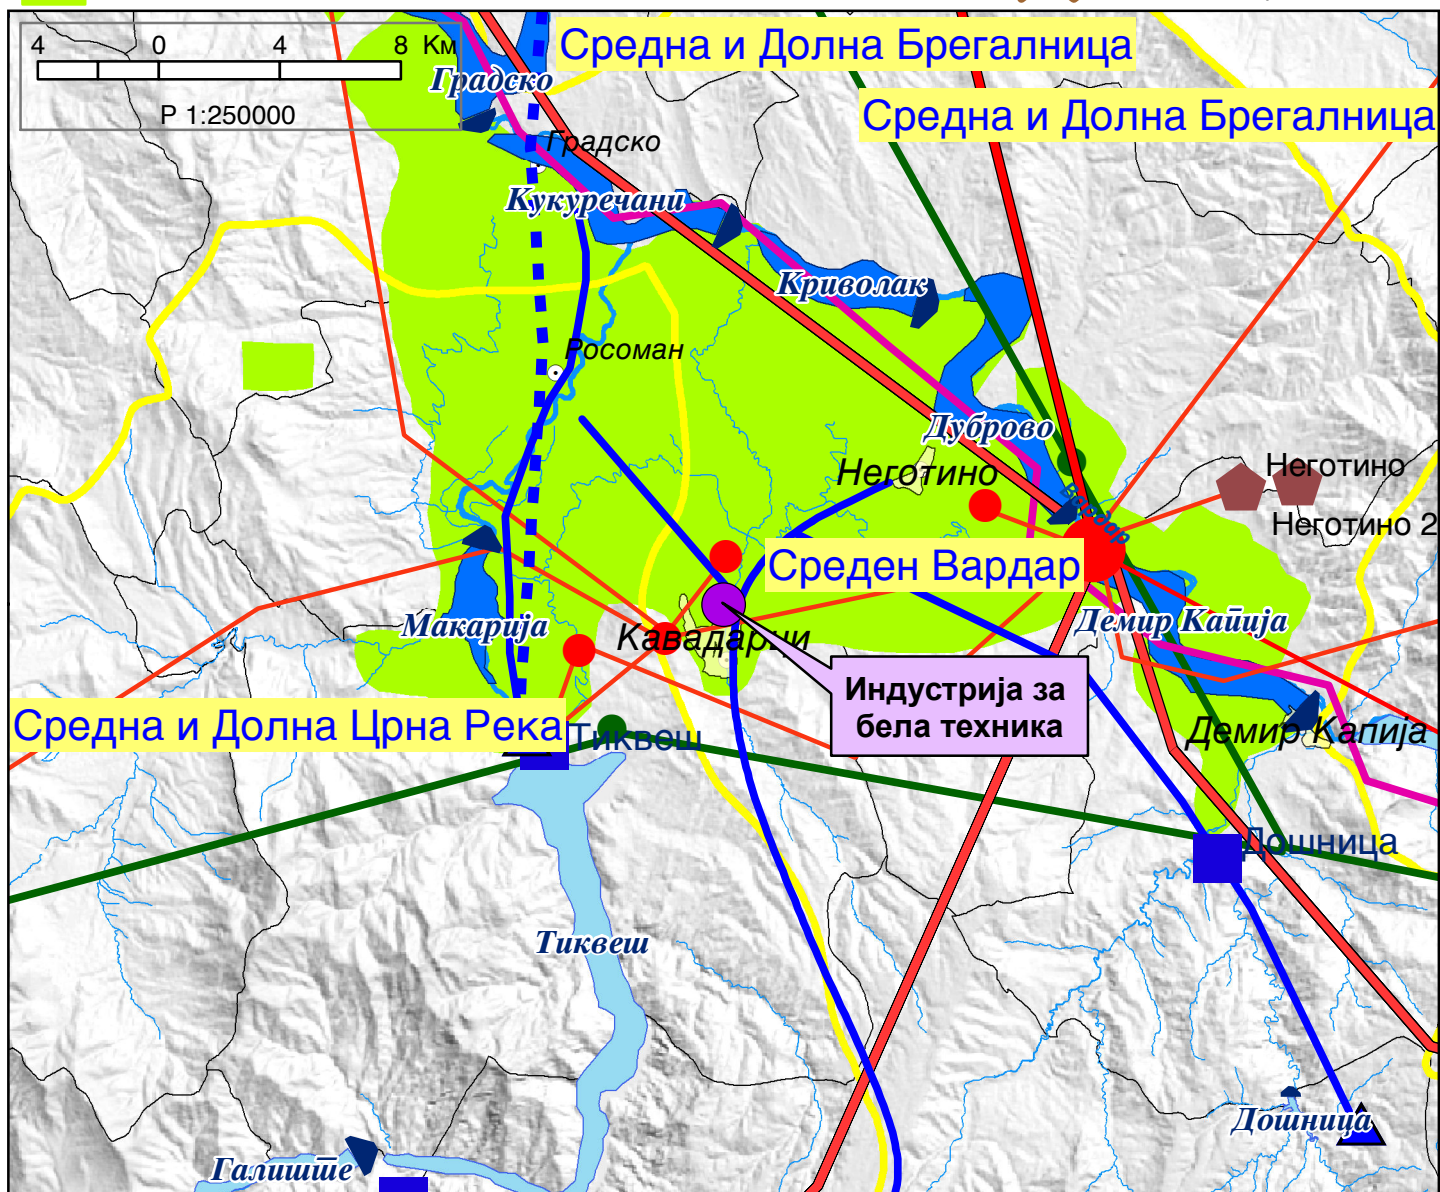 4 0 4 8 Км
Р 1:250000
Средна и Долна Брегалница
Градско
Средна и Долна Брегалница
Градско
Кукуречани
Криволак
Росоман
Дуброво
Неготино
Неготино
Неготино 2
Вардар
Среден Вардар
Макарија
Кавадарци
Демир Капија
Индустрија за
бела техника
Средна и Долна Црна Река
Тиквеш
Демир Капија
Дошница
Тиквеш
Дошница
Галиште